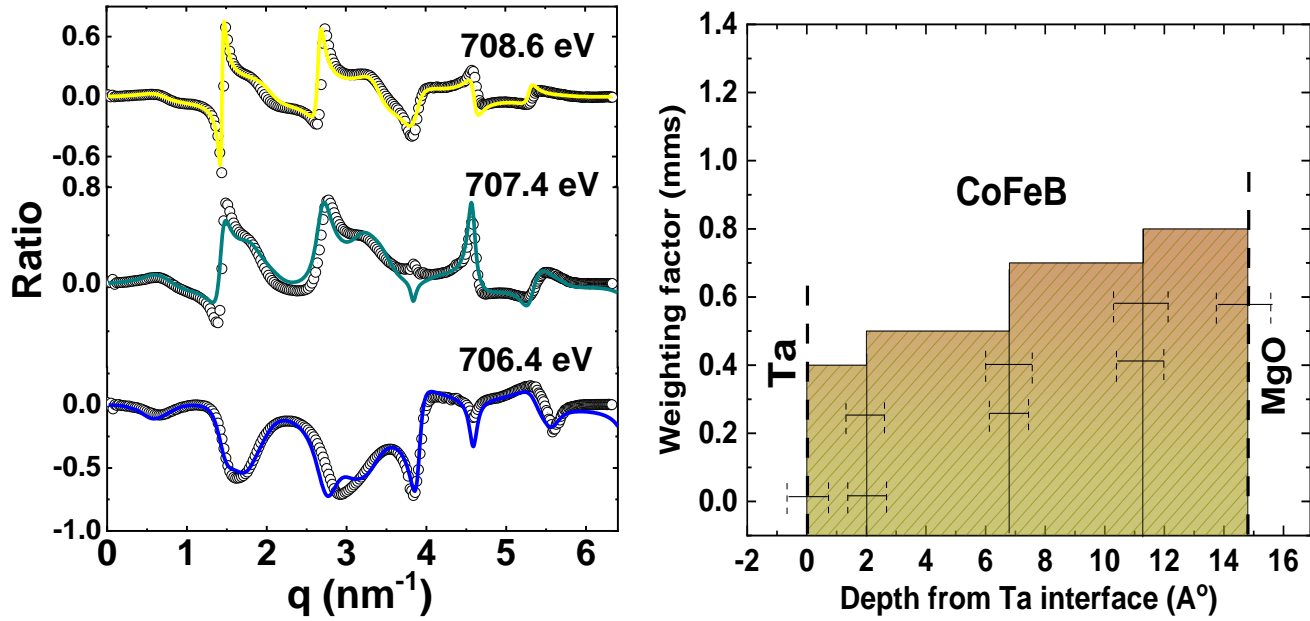 0.6
0.0
-0.6
0.8
0.0
0.0
-0.5
-1.0
708.6 eV
707.4 eV
706.4 eV
Ratio
0 1 2 3 4 5 6
q (nm⁻¹)
1.4
1.2
1.0
0.8
0.6
0.4
0.2
0.0
Weighting factor (mms)
CoFeB
Ta
MgO
-2 0 2 4 6 8 10 12 14 16
Depth from Ta interface (Aº)